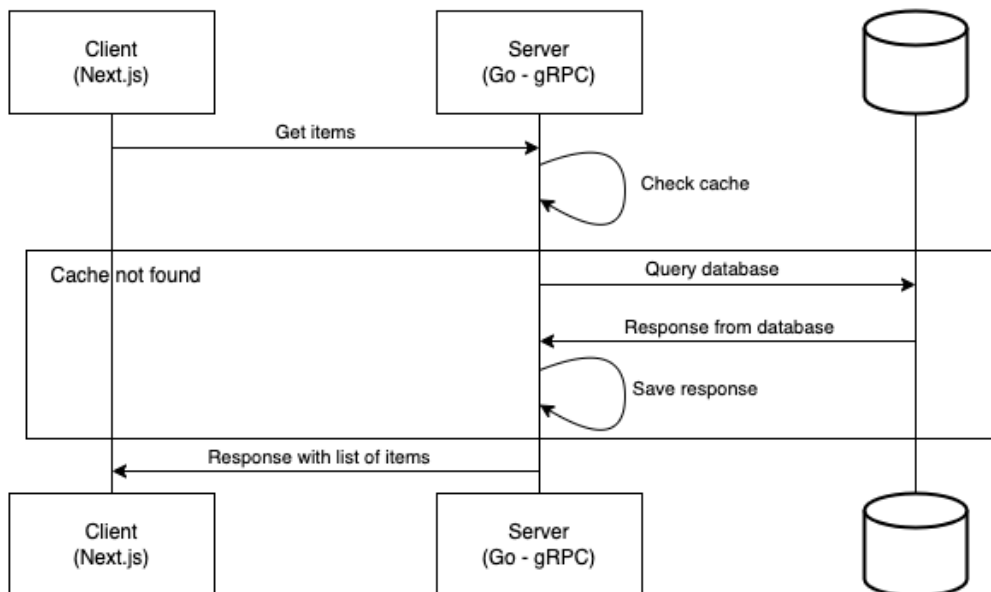 Client
(Next.js)
Server
(Go - gRPC)
Get items
Check cache
Cache not found
Query database
Response from database
Save response
Response with list of items
Client
(Next.js)
Server
(Go - gRPC)